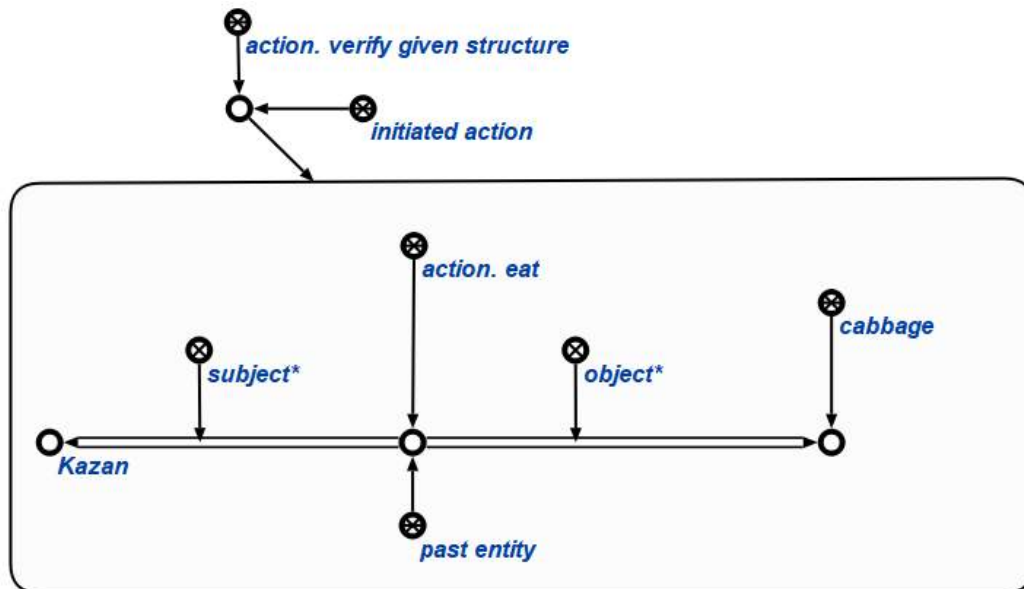 action. verify given structure
initiated action
action. eat
cabbage
subject*
object*
Kazan
past entity